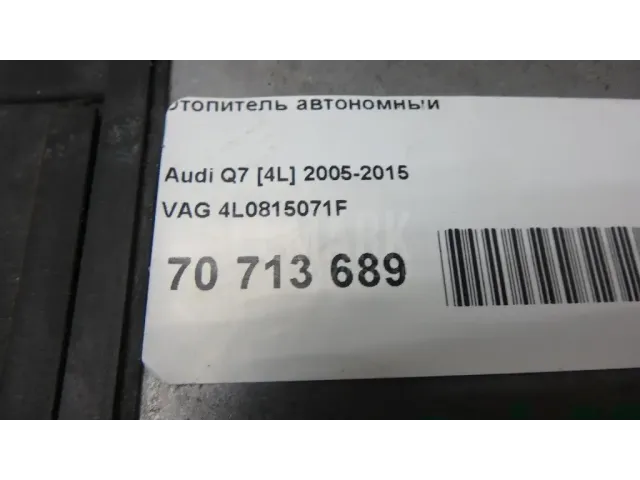 Отопитель автономный
Audi Q7 [4L] 2005-2015
VAG 4L0815071F
70 713 689